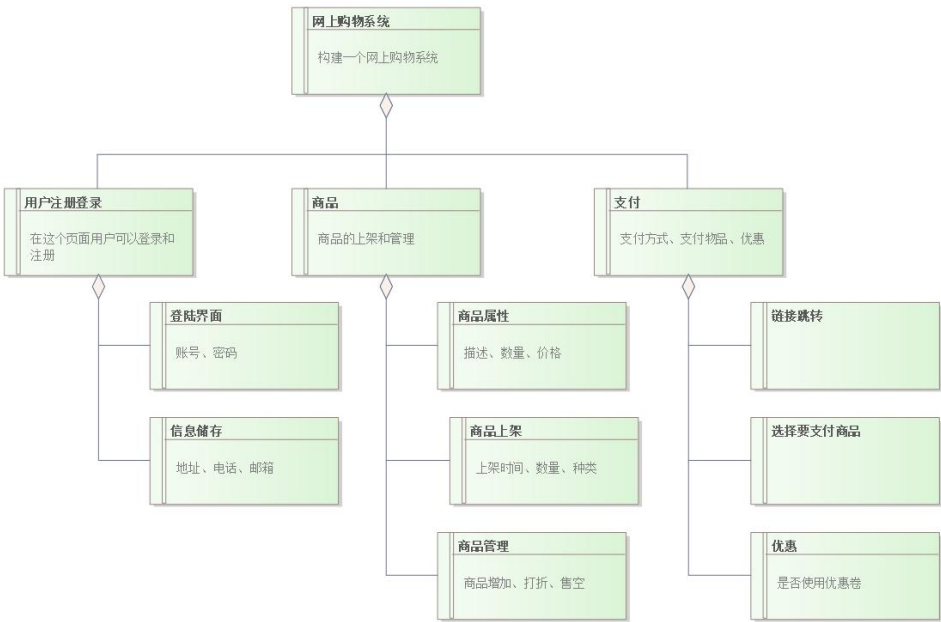 网上购物系统
构建一个网上购物系统
用户注册登录
在这个页面用户可以登录和
注册
商品
商品的上架和管理
支付
支付方式、支付物品、优惠
登陆界面
账号、密码
商品属性
描述、数量、价格
链接跳转
信息储存
地址、电话、邮箱
商品上架
上架时间、数量、种类
选择要支付商品
商品管理
商品增加、打折、售空
优惠
是否使用优惠卷